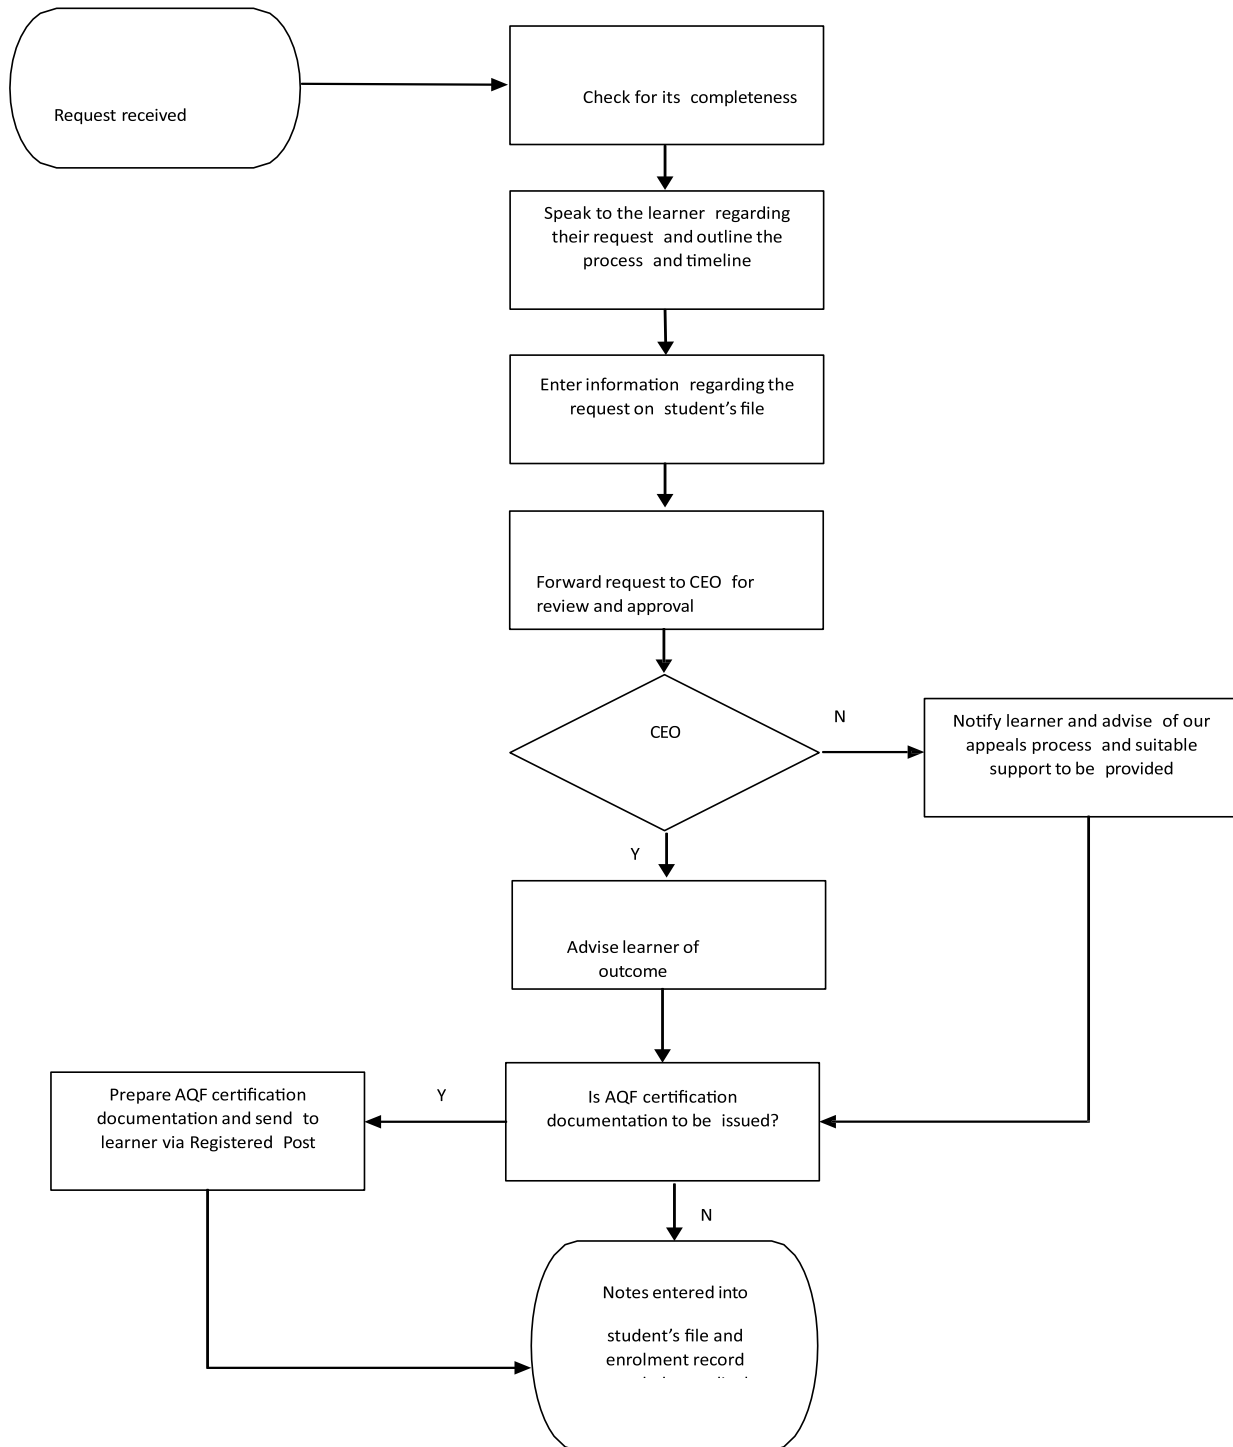 Request received
Check for its completeness
Speak to the learner regarding
their request and outline the
process and timeline
Enter information regarding the
request on student’s file
Forward request to CEO for
review and approval
CEO
N
Notify learner and advise of our
appeals process and suitable
support to be provided
Y
Advise learner of
outcome
Prepare AQF certification
documentation and send to
learner via Registered Post
Y
Is AQF certification
documentation to be issued?
N
Notes entered into
student’s file and
enrolment record